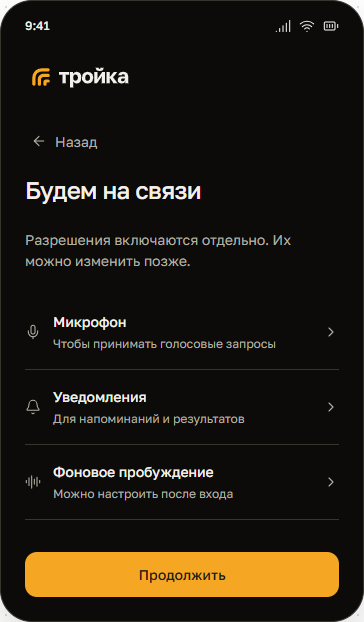 9:41
тройка
Назад
Будем на связи
Разрешения включаются отдельно. Их
можно изменить позже.
Микрофон
Чтобы принимать голосовые запросы
Уведомления
Для напоминаний и результатов
Фоновое пробуждение
Можно настроить после входа
Продолжить